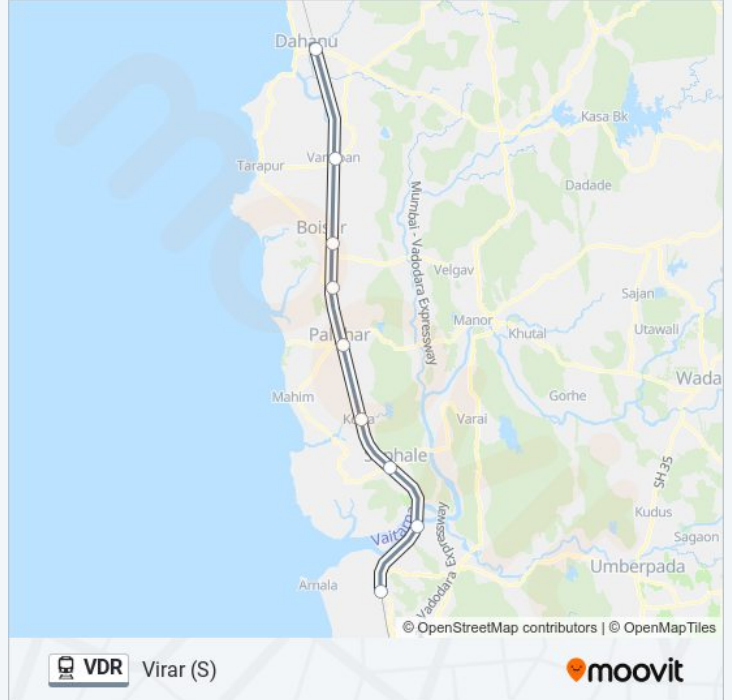 Dahanu
Kasa Bk
Tarapur
Dadade
Mumbai - Vadodara Expressway
Velgav
Sajan
Manor
Khutal
Utawali
Wada
Mahim
Gorhe
Varai
SH 35
Kudus
Vaitarna
Sagaon
Umberpada
Arnala
Vadodara Expressway
© OpenStreetMap contributors | © OpenMapTiles
VDR Virar (S)
moovit